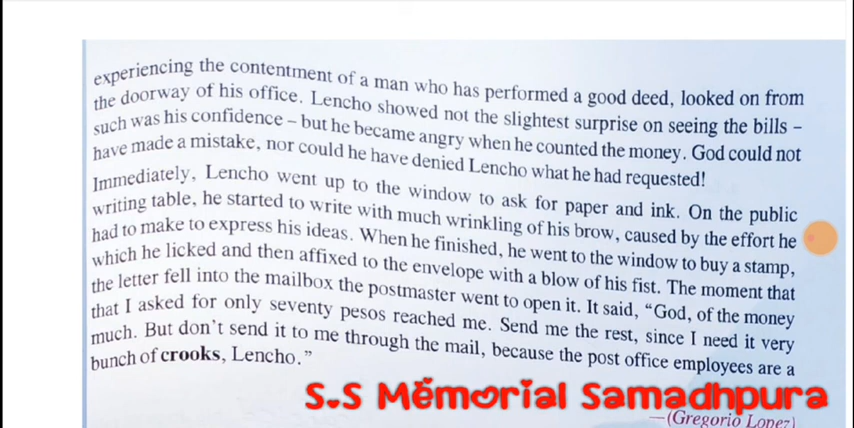 experiencing the contentment of a man who has performed a good deed, looked on from
the doorway of his office. Lencho showed not the slightest surprise on seeing the bills –
such was his confidence – but he became angry when he counted the money. God could not
have made a mistake, nor could he have denied Lencho what he had requested!
Immediately, Lencho went up to the window to ask for paper and ink. On the public
writing table, he started to write with much wrinkling of his brow, caused by the effort he
had to make to express his ideas. When he finished, he went to the window to buy a stamp,
which he licked and then affixed to the envelope with a blow of his fist. The moment that
the letter fell into the mailbox the postmaster went to open it. It said, “God, of the money
that I asked for only seventy pesos reached me. Send me the rest, since I need it very
much. But don’t send it to me through the mail, because the post office employees are a
bunch of crooks, Lencho.”
S.S Memorial Samadhpura
—(Gregorio Lopez)